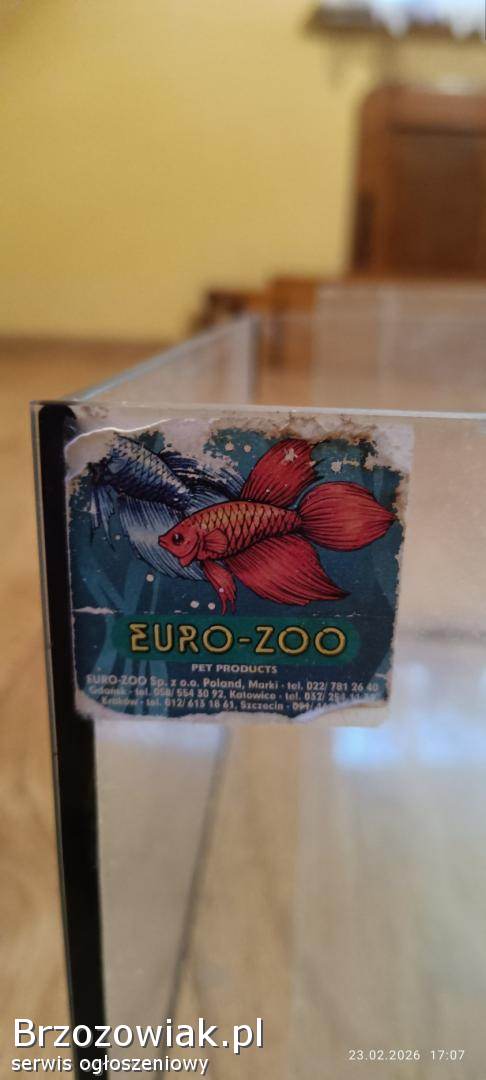 EURO-ZOO
PET PRODUCTS
EURO-ZOO Sp. z o.o. Poland, Marki - tel. 022/ 781 26 40
Gdańsk - tel. 058/ 554 30 92, Katowice - tel. 032/
Kraków - tel. 012/ 613 18 61, Szczecin - 091/
Brzozowiak.pl
serwis ogłoszeniowy
23.02.2026 17:07